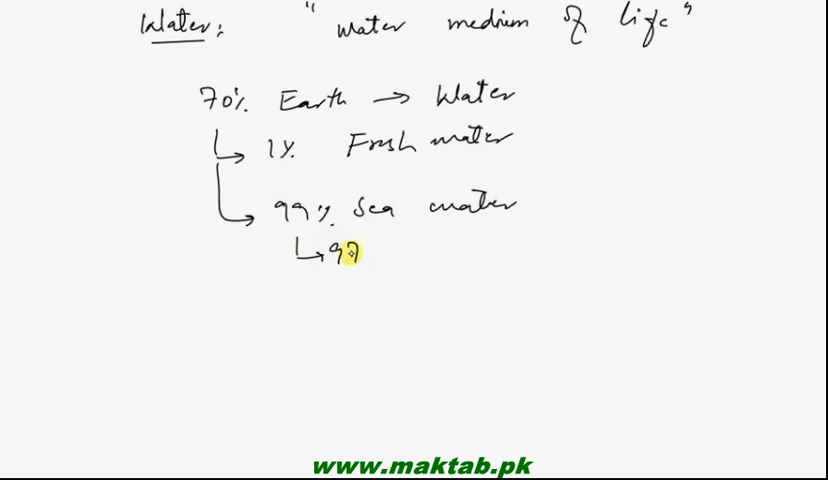 Water: "water medium of life"
70% Earth → Water
1% Fresh water
99% Sea water
97
www.maktab.pk